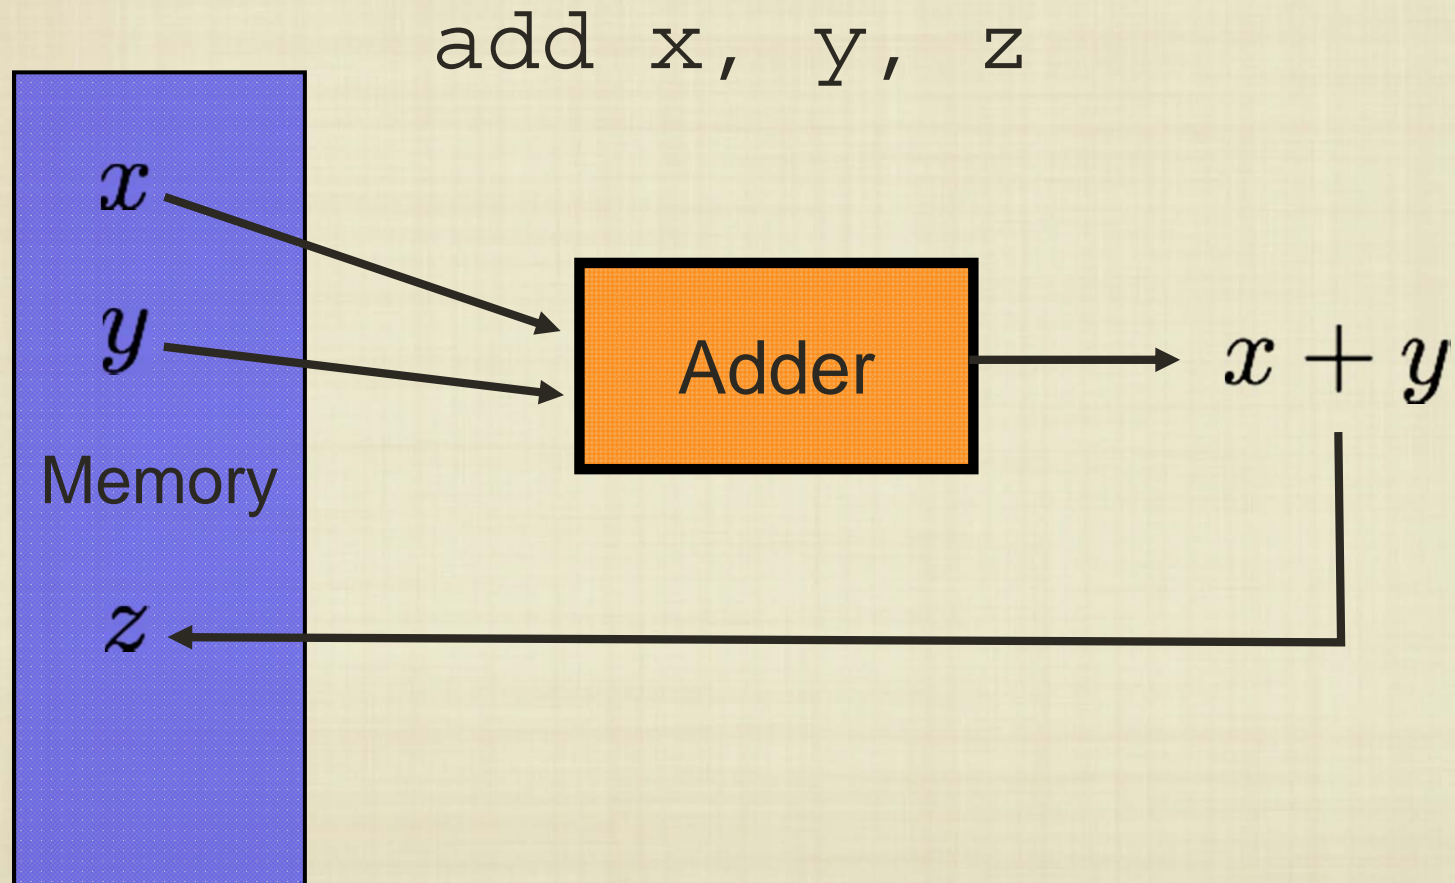 add x, y, z
x
y
Memory
z
Adder
x + y